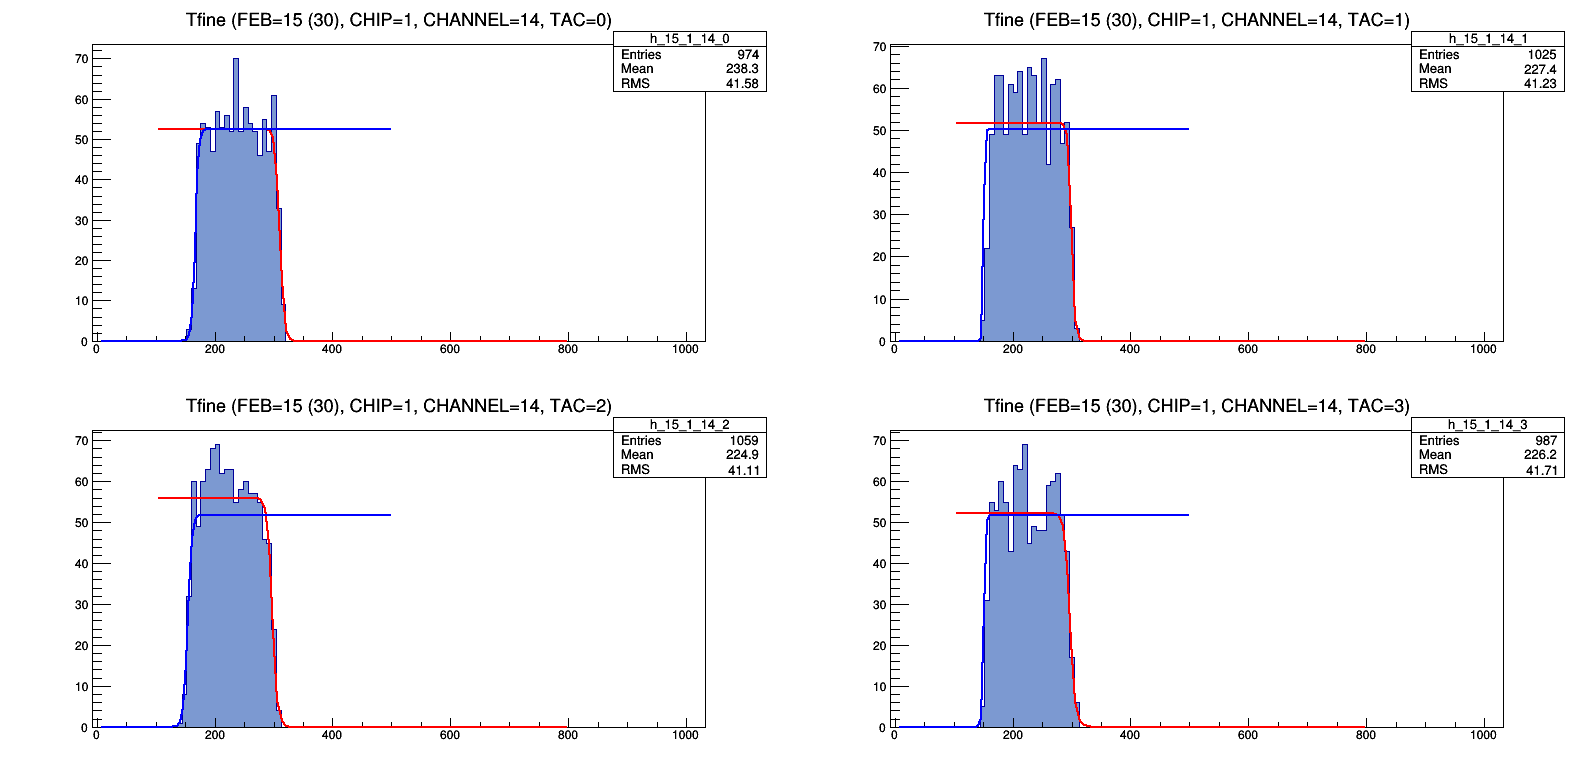 Tfine (FEB=15 (30), CHIP=1, CHANNEL=14, TAC=0)
h_15_1_14_0
Entries 974
Mean 238.3
RMS 41.58
70
60
50
40
30
20
10
0
0 200 400 600 800 1000
Tfine (FEB=15 (30), CHIP=1, CHANNEL=14, TAC=1)
h_15_1_14_1
Entries 1025
Mean 227.4
RMS 41.23
70
60
50
40
30
20
10
0
0 200 400 600 800 1000
Tfine (FEB=15 (30), CHIP=1, CHANNEL=14, TAC=2)
h_15_1_14_2
Entries 1059
Mean 224.9
RMS 41.11
70
60
50
40
30
20
10
0
0 200 400 600 800 1000
Tfine (FEB=15 (30), CHIP=1, CHANNEL=14, TAC=3)
h_15_1_14_3
Entries 987
Mean 226.2
RMS 41.71
70
60
50
40
30
20
10
0
0 200 400 600 800 1000